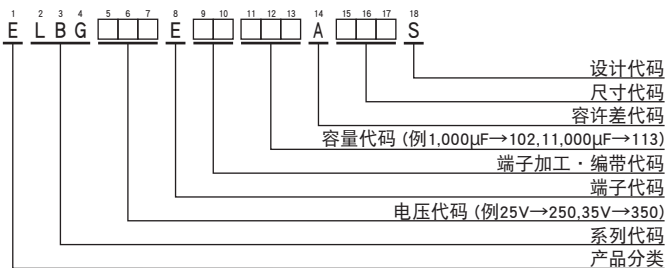 1 2 3 4 5 6 7 8 9 10 11 12 13 14 15 16 17 18
E L B G □□□ E □□ □□□ A □□□ S
设计代码
尺寸代码
容许差代码
容量代码 (例1,000μF→102,11,000μF→113)
端子加工・编带代码
端子代码
电压代码 (例25V→250,35V→350)
系列代码
产品分类